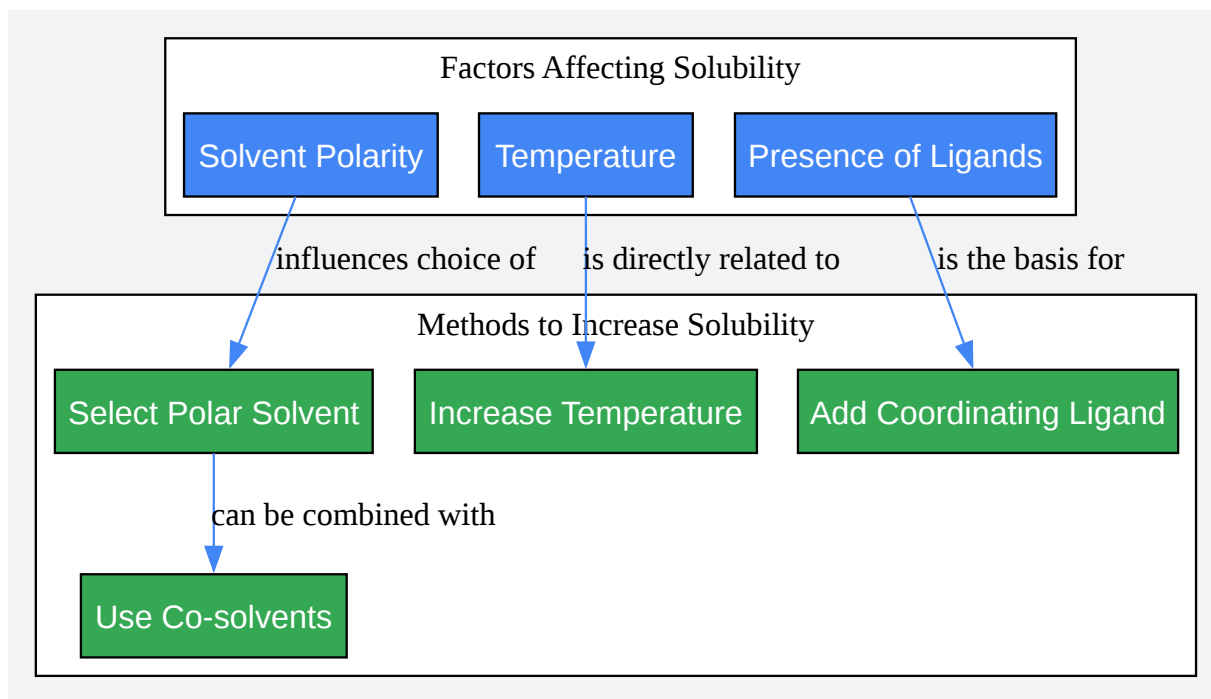 Factors Affecting Solubility
Solvent Polarity
Temperature
Presence of Ligands
influences choice of
is directly related to
is the basis for
Methods to Increase Solubility
Select Polar Solvent
Increase Temperature
Add Coordinating Ligand
can be combined with
Use Co-solvents